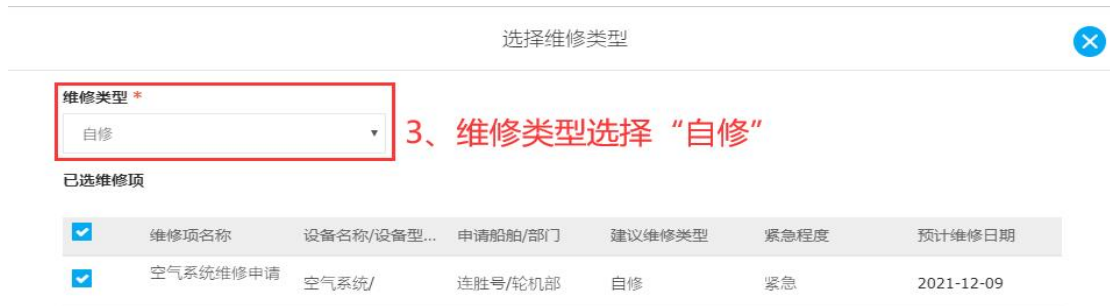 选择维修类型
维修类型 *
自修
3、维修类型选择“自修”
已选维修项
维修项名称 设备名称/设备型... 申请船舶/部门 建议维修类型 紧急程度 预计维修日期
空气系统维修申请 空气系统/ 连胜号/轮机部 自修 紧急 2021-12-09